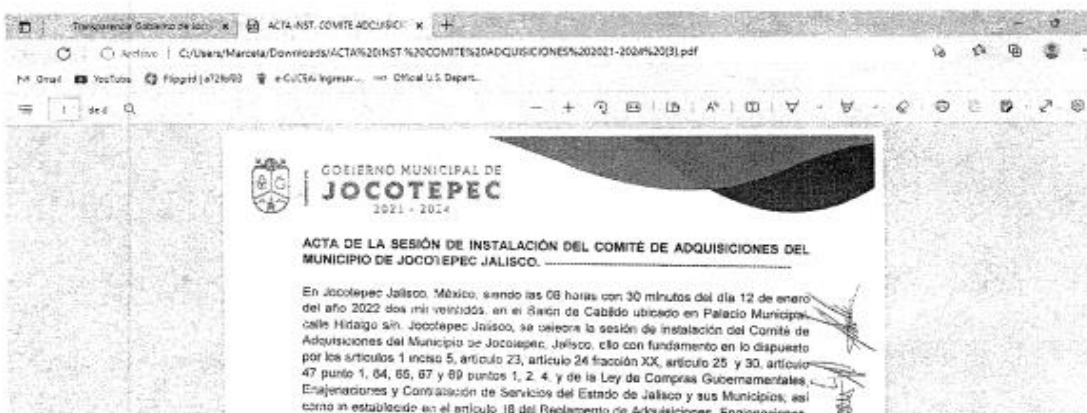 Transparencia Gobierno de Joco
ACTA INST. COMITE ADQUISICI
Archivo | C:/Users/Marcela/Downloads/ACTA%20INST.%20COMITE%20ADQUISICIONES%202021-2024%20(3).pdf
Gmail YouTube Flipgrid e-CUCEA Ingresar... Official U.S. Depart...
1 de 4
GOBIERNO MUNICIPAL DE
JOCOTEPEC
2021 - 2024
ACTA DE LA SESIÓN DE INSTALACIÓN DEL COMITÉ DE ADQUISICIONES DEL
MUNICIPIO DE JOCOTEPEC JALISCO.
En Jocotepec Jalisco, México, siendo las 08 horas con 30 minutos del día 12 de enero
del año 2022 dos mil veintidós, en el Salón de Cabildo ubicado en Palacio Municipal,
calle Hidalgo s/n. Jocotepec Jalisco, se celebra la sesión de instalación del Comité de
Adquisiciones del Municipio de Jocotepec, Jalisco, ello con fundamento en lo dispuesto
por los artículos 1 inciso 5, artículo 23, artículo 24 fracción XX, artículo 25 y 30, artículo
47 punto 1, 64, 65, 67 y 69 puntos 1, 2, 4, y de la Ley de Compras Gubernamentales,
Enajenaciones y Contratación de Servicios del Estado de Jalisco y sus Municipios; así
como lo establecido en el artículo 18 del Reglamento de Adquisiciones, Enajenaciones,